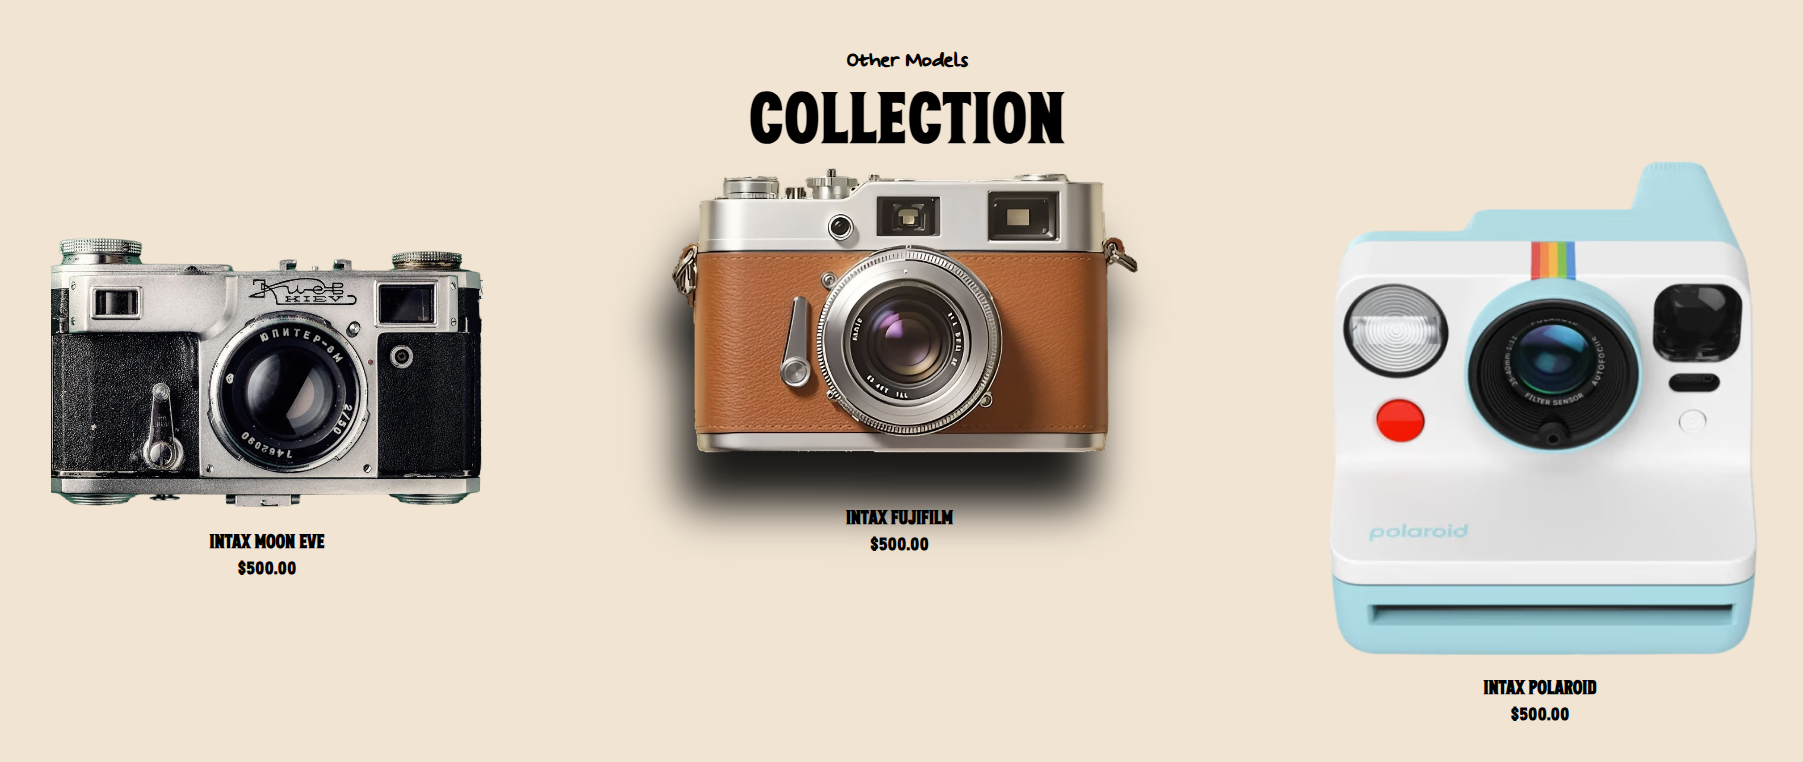 Other Models
COLLECTION
KIEV
ЮПИТЕР-8М
2/50
7462090
INTAX MOON EVE
$500.00
INTAX FUJIFILM
$500.00
AUTOFOCUS
FILTER SENSOR
polaroid
INTAX POLAROID
$500.00